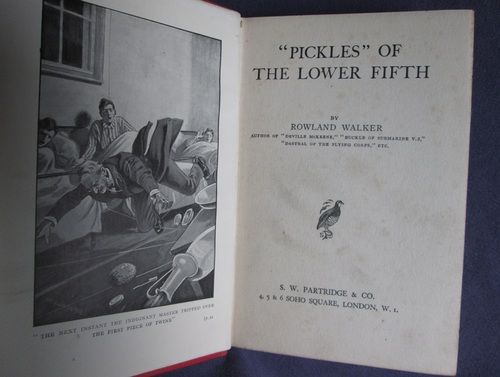 "THE NEXT INSTANT THE INDIGNANT MASTER TRIPPED OVER
THE FIRST PIECE OF TWINE"
"PICKLES" OF
THE LOWER FIFTH
BY
ROWLAND WALKER
AUTHOR OF "DEVILLE MCKEENE," "BUCKLE OF SUBMARINE V.2,"
"DASTRAL OF THE FLYING CORPS," ETC.
S. W. PARTRIDGE & CO.
4, 5 & 6 SOHO SQUARE, LONDON, W. 1.